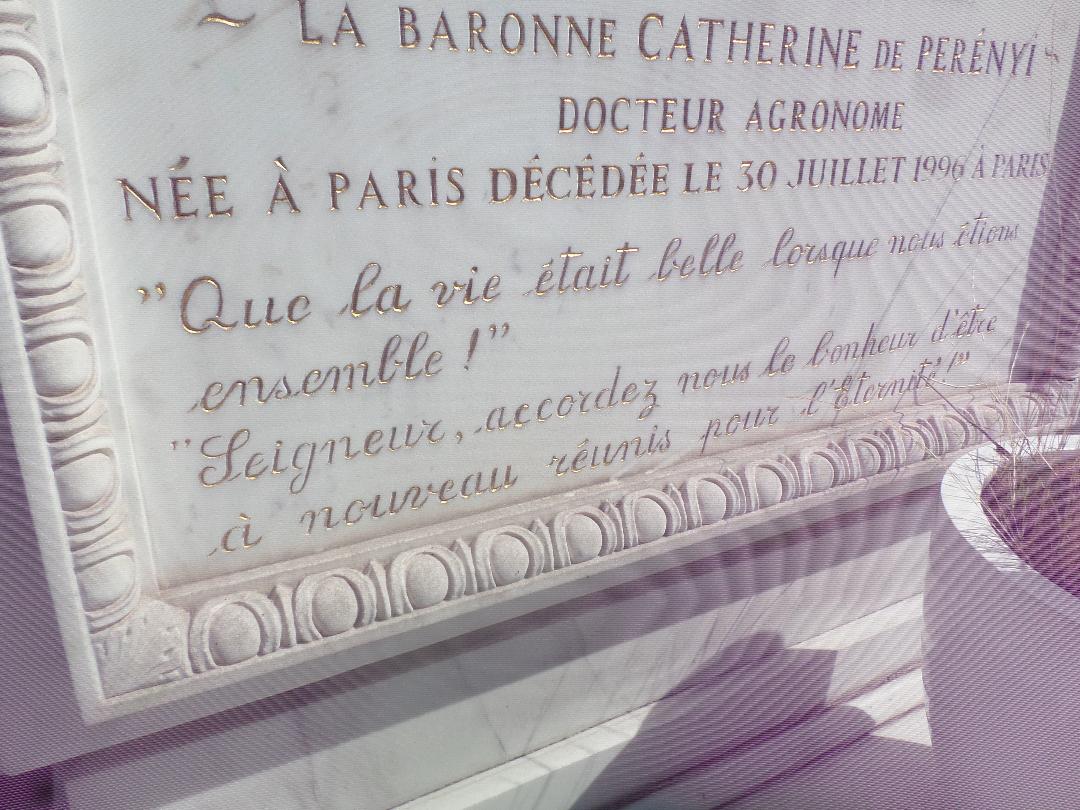 ~ LA BARONNE CATHERINE DE PERÉNYI ~
DOCTEUR AGRONOME
NÉE À PARIS DÉCÉDÉE LE 30 JUILLET 1996 À PARIS
"Que la vie était belle lorsque nous étions
ensemble !"
"Seigneur, accordez nous le bonheur d'être
à nouveau réunis pour l'Éternité !"